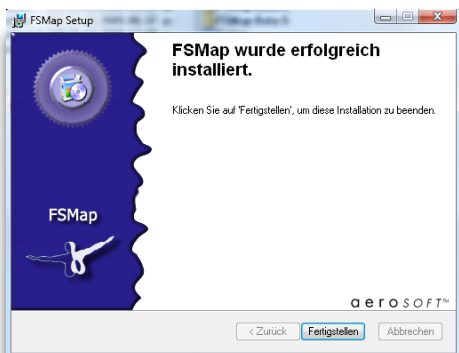 FSMap Setup
FSMap wurde erfolgreich
installiert.
Klicken Sie auf 'Fertigstellen', um diese Installation zu beenden.
FSMap
aerosoft™
< Zurück Fertigstellen Abbrechen